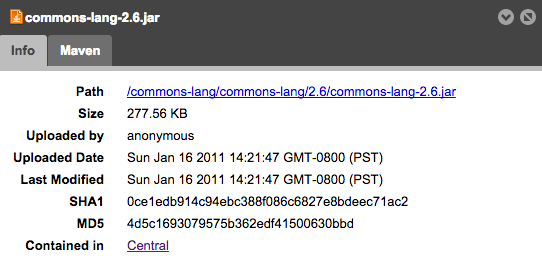 commons-lang-2.6.jar
Info Maven
Path /commons-lang/commons-lang/2.6/commons-lang-2.6.jar
Size 277.56 KB
Uploaded by anonymous
Uploaded Date Sun Jan 16 2011 14:21:47 GMT-0800 (PST)
Last Modified Sun Jan 16 2011 14:21:47 GMT-0800 (PST)
SHA1 0ce1edb914c94ebc388f086c6827e8bdeec71ac2
MD5 4d5c1693079575b362edf41500630bbd
Contained in Central